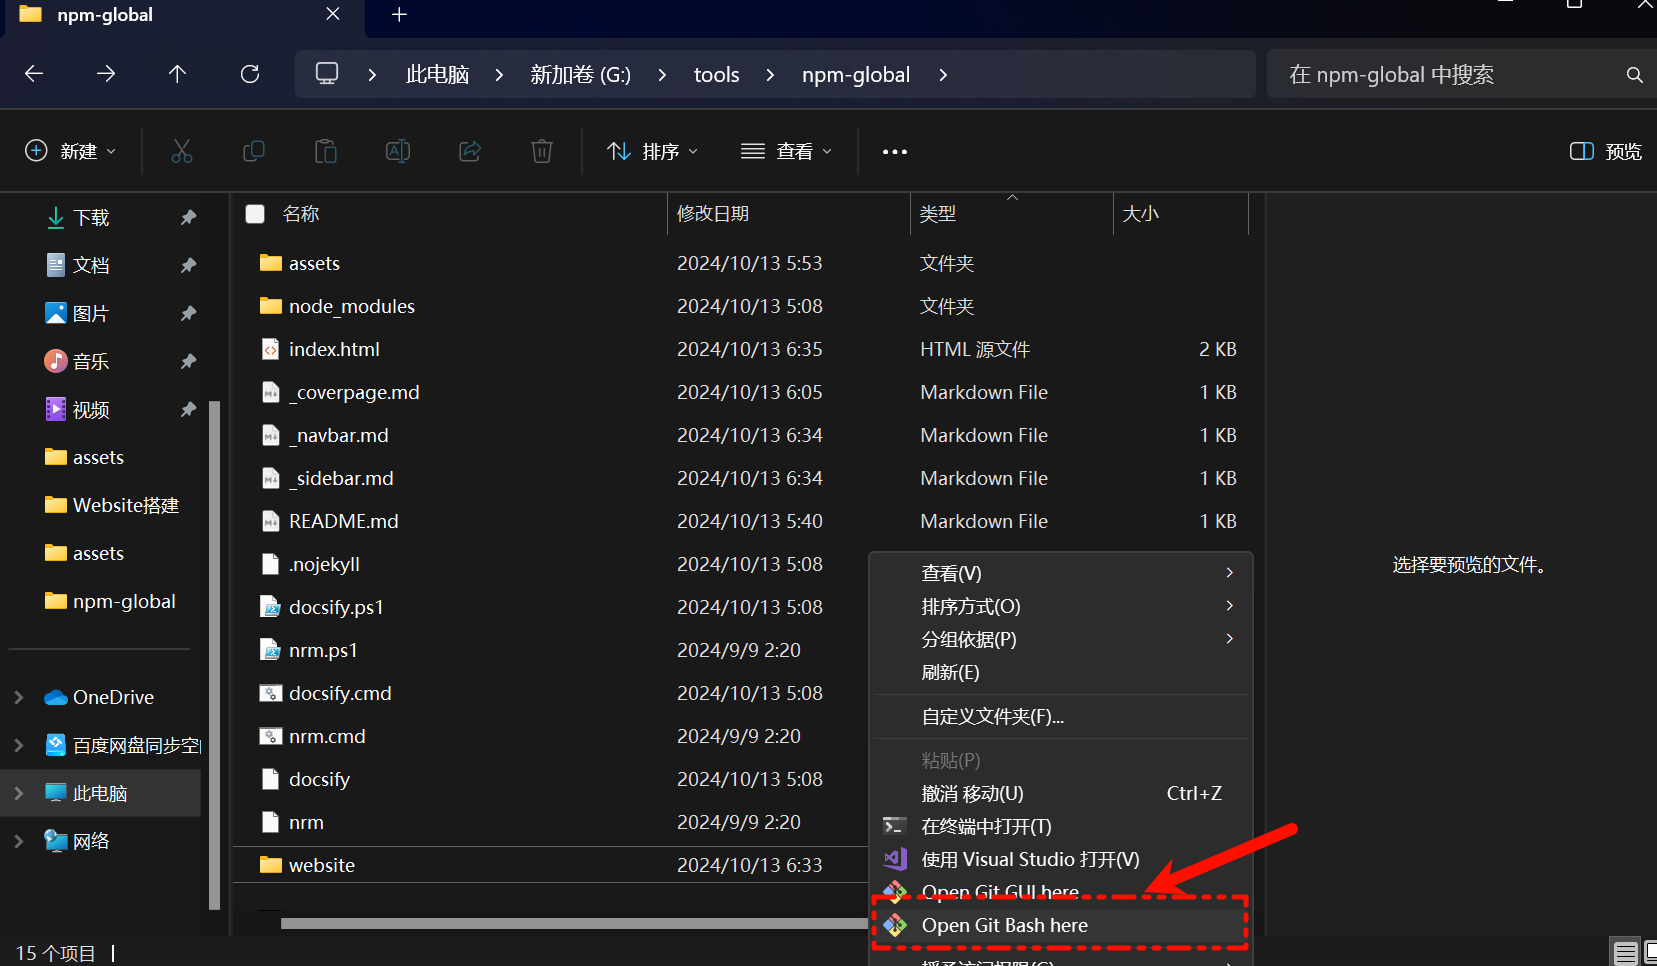 npm-global
此电脑 新加卷 (G:) tools npm-global
在 npm-global 中搜索
新建 排序 查看 预览
下载
文档
图片
音乐
视频
assets
Website搭建
assets
npm-global
OneDrive
百度网盘同步空
此电脑
网络
名称 修改日期 类型 大小
assets 2024/10/13 5:53 文件夹
node_modules 2024/10/13 5:08 文件夹
index.html 2024/10/13 6:35 HTML 源文件 2 KB
_coverpage.md 2024/10/13 6:05 Markdown File 1 KB
_navbar.md 2024/10/13 6:34 Markdown File 1 KB
_sidebar.md 2024/10/13 6:34 Markdown File 1 KB
README.md 2024/10/13 5:40 Markdown File 1 KB
.nojekyll 2024/10/13 5:08
docsify.ps1 2024/10/13 5:08
nrm.ps1 2024/9/9 2:20
docsify.cmd 2024/10/13 5:08
nrm.cmd 2024/9/9 2:20
docsify 2024/10/13 5:08
nrm 2024/9/9 2:20
website 2024/10/13 6:33
查看(V)
排序方式(O)
分组依据(P)
刷新(E)
自定义文件夹(F)...
粘贴(P)
撤消 移动(U) Ctrl+Z
在终端中打开(T)
使用 Visual Studio 打开(V)
Open Git GUI here
Open Git Bash here
授予访问权限(G)
选择要预览的文件。
15 个项目